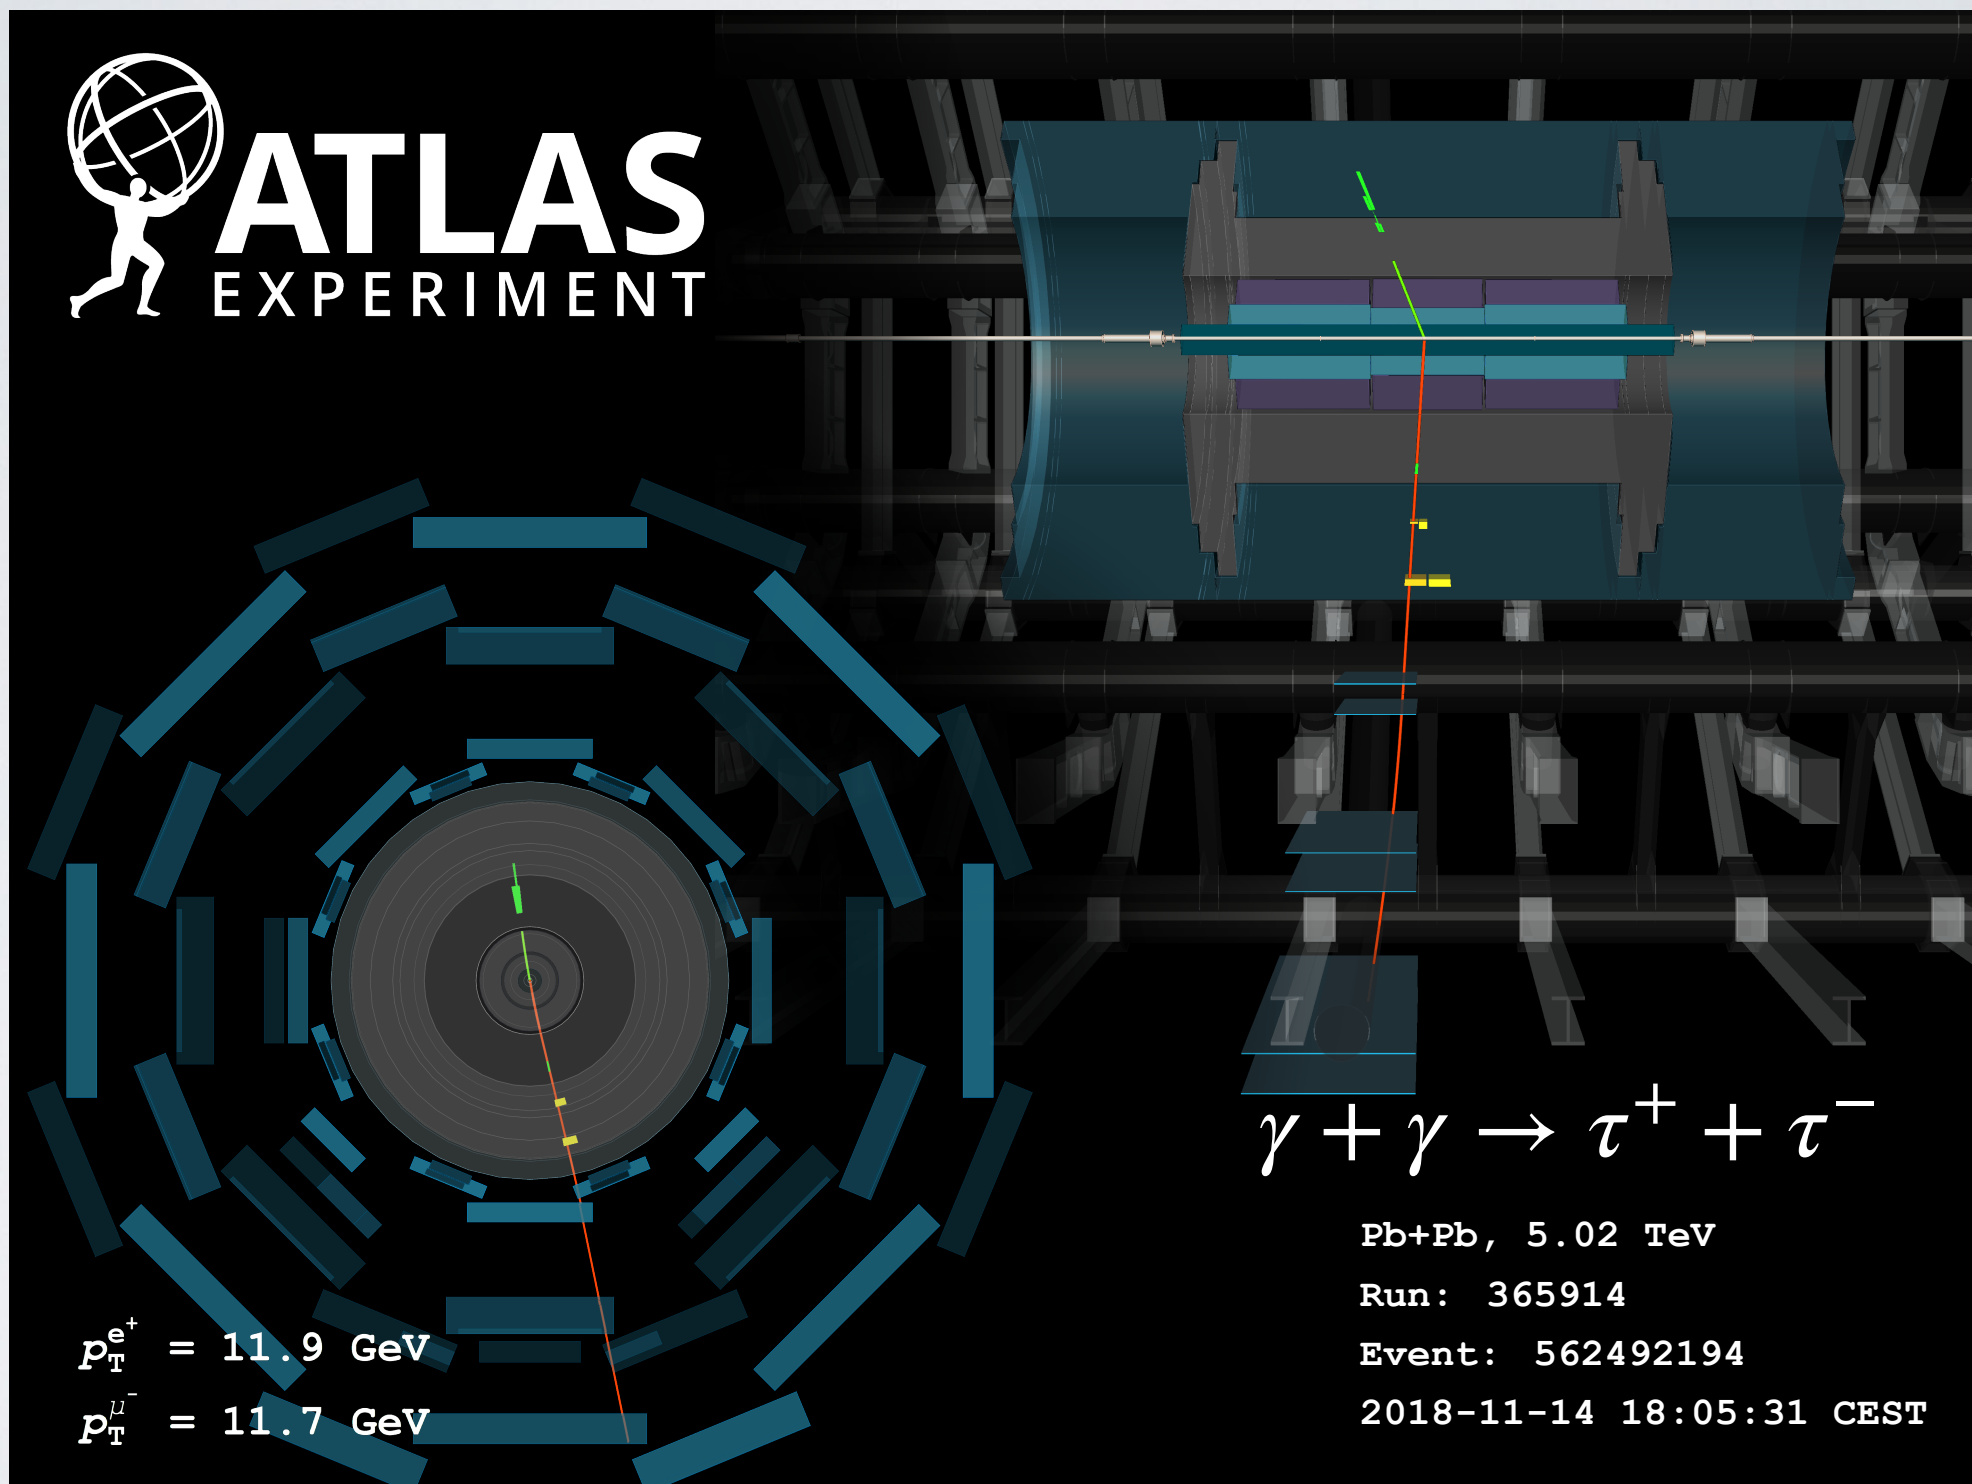 ATLAS
EXPERIMENT
γ + γ → τ⁺ + τ⁻
Pb+Pb, 5.02 TeV
Run: 365914
Event: 562492194
2018-11-14 18:05:31 CEST
p_T^{e^+} = 11.9 GeV
p_T^{μ^-} = 11.7 GeV